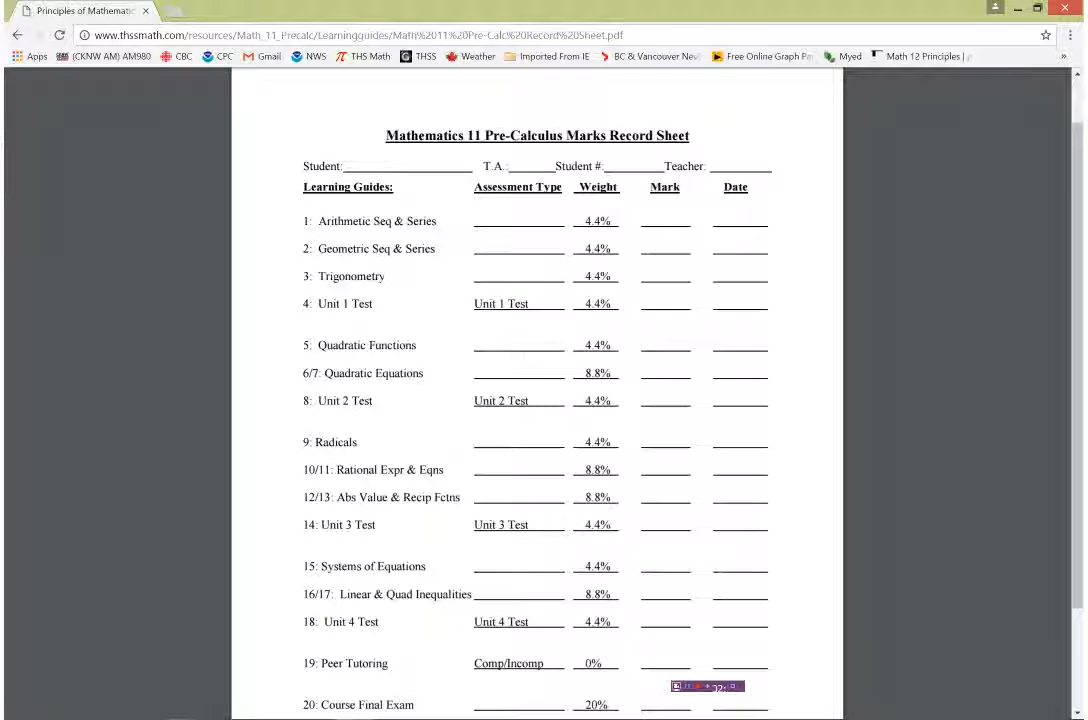 Principles of Mathematic
www.thssmath.com/resources/Math_11_Precalc/Learningguides/Math%2011%20Pre-Calc%20Record%20Sheet.pdf
Apps (CKNW AM) AM980 CBC CPC Gmail NWS THS Math THSS Weather Imported From IE BC & Vancouver New Free Online Graph Pa Myed Math 12 Principles | p »
Mathematics 11 Pre-Calculus Marks Record Sheet
Student: T.A.: Student #: Teacher:
Learning Guides: Assessment Type Weight Mark Date
1: Arithmetic Seq & Series 4.4%
2: Geometric Seq & Series 4.4%
3: Trigonometry 4.4%
4: Unit 1 Test Unit 1 Test 4.4%
5: Quadratic Functions 4.4%
6/7: Quadratic Equations 8.8%
8: Unit 2 Test Unit 2 Test 4.4%
9: Radicals 4.4%
10/11: Rational Expr & Eqns 8.8%
12/13: Abs Value & Recip Fctns 8.8%
14: Unit 3 Test Unit 3 Test 4.4%
15: Systems of Equations 4.4%
16/17: Linear & Quad Inequalities 8.8%
18: Unit 4 Test Unit 4 Test 4.4%
19: Peer Tutoring Comp/Incomp 0%
20: Course Final Exam 20%